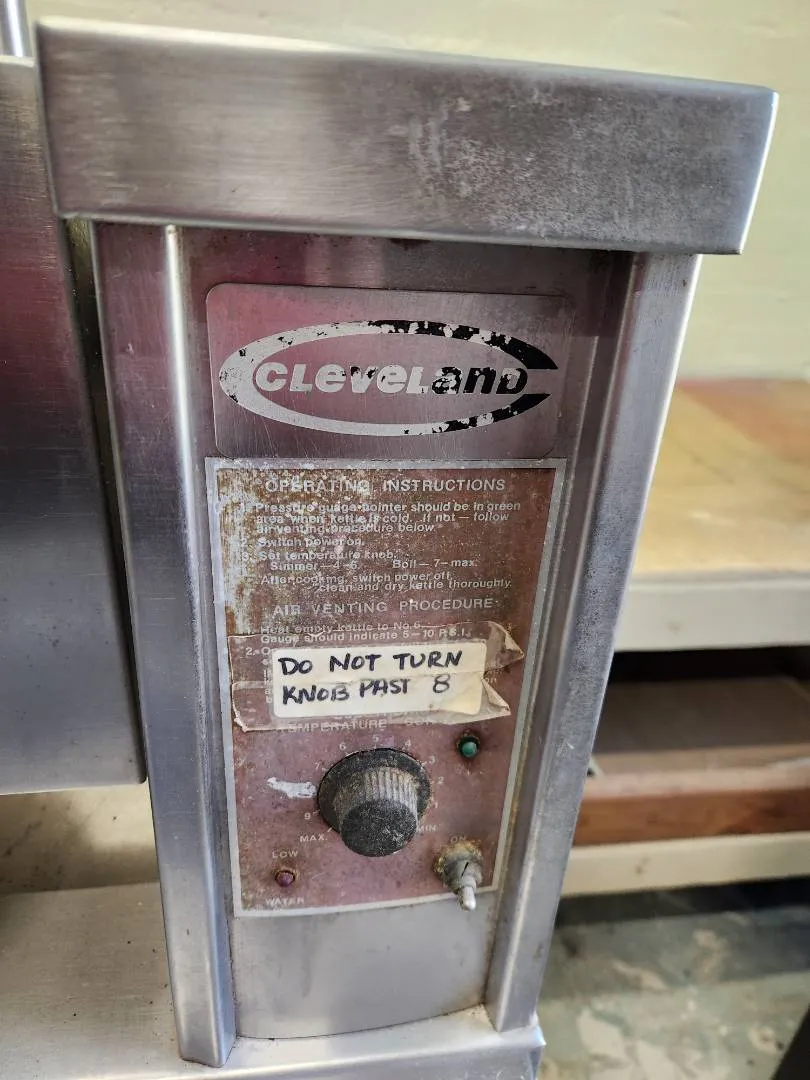 CLEVELAND
OPERATING INSTRUCTIONS
1. Pressure guage pointer should be in green
area when kettle is cold. If not — follow
air venting procedure below
2. Switch power on.
3. Set temperature knob.
Simmer — 4-6. Boil — 7 — max.
After cooking, switch power off,
clean and dry kettle thoroughly.
AIR VENTING PROCEDURE
1. Heat empty kettle to No 6
Gauge should indicate 5 — 10 P.S.I.
2.
DO NOT TURN
KNOB PAST 8
TEMPERATURE
5
6
3
7
2
1
9
MAX.
MIN
ON
LOW
WATER